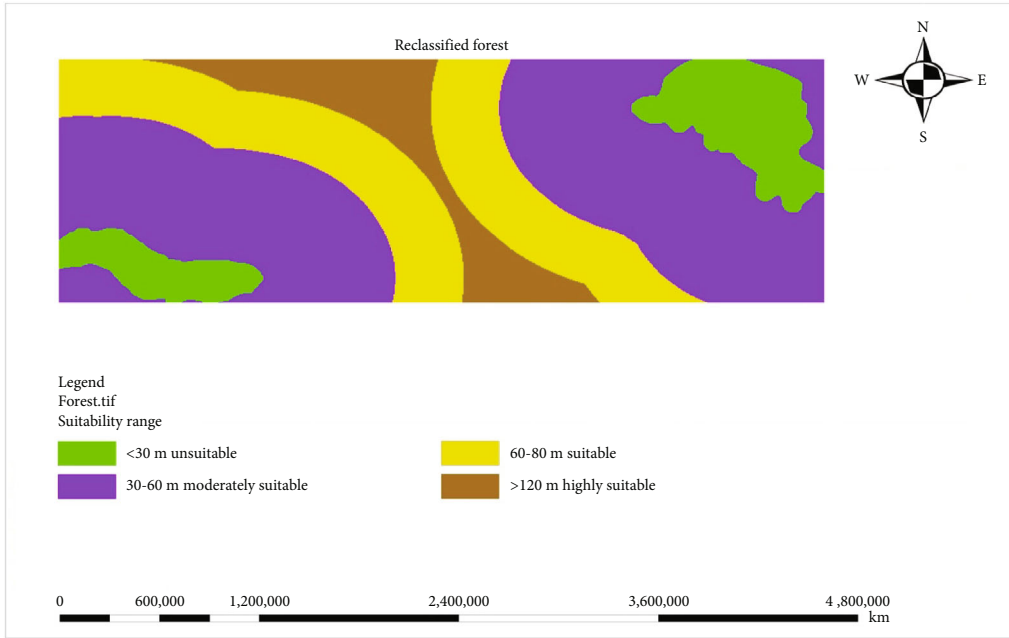 Reclassified forest
N
W E
S
Legend
Forest.tif
Suitability range
<30 m unsuitable
30-60 m moderately suitable
60-80 m suitable
>120 m highly suitable
0 600,000 1,200,000 2,400,000 3,600,000 4 ,800,000
km